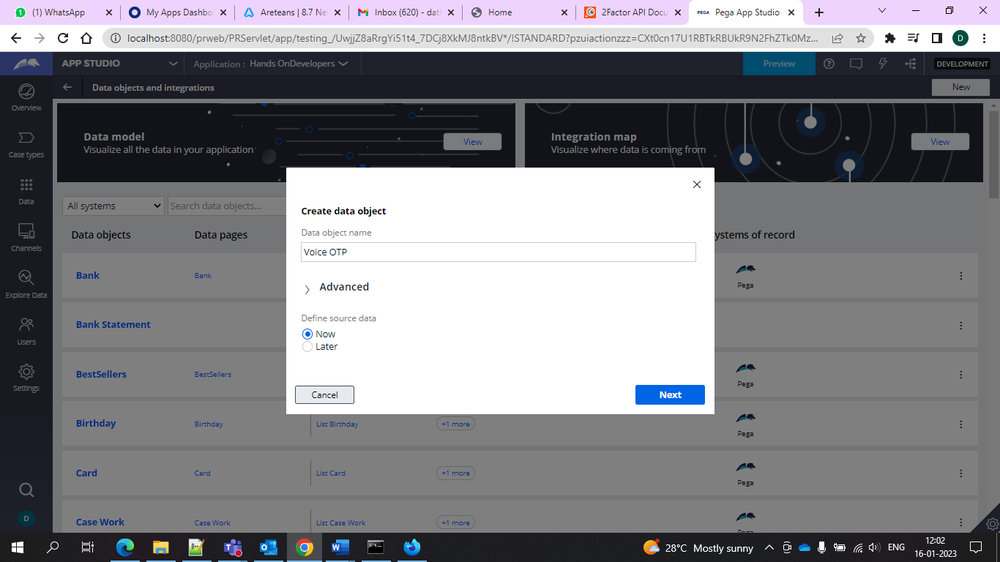 (1) WhatsApp
My Apps Dashbo
Areteans | 8.7 Ne
Inbox (620) - dat
Home
2Factor API Docu
PEGA Pega App Studio
localhost:8080/prweb/PRServlet/app/testing_/UwjjZ8aRrgYi51t4_7DCj8XkMJ8ntkBV*/!STANDARD?pzuiactionzzz=CXt0cn17U1RBTkRBUkR9N2FhZTk0Mz...
D
APP STUDIO
Application : Hands OnDevelopers
Preview
DEVELOPMENT
Data objects and integrations
New
Overview
Case types
Data
Channels
Explore Data
Users
Settings
D
Data model
Visualize all the data in your application
View
Integration map
Visualize where data is coming from
View
All systems
Search data objects...
Data objects
Data pages
ystems of record
Bank
Bank
Pega
Bank Statement
BestSellers
BestSellers
Pega
Birthday
Birthday
List Birthday
+1 more
Pega
Card
Card
List Card
+1 more
Pega
Case Work
Case Work
List Case Work
+1 more
Pega
Create data object
Data object name
Voice OTP
Advanced
Define source data
Now
Later
Cancel
Next
28°C Mostly sunny
ENG
12:02
16-01-2023